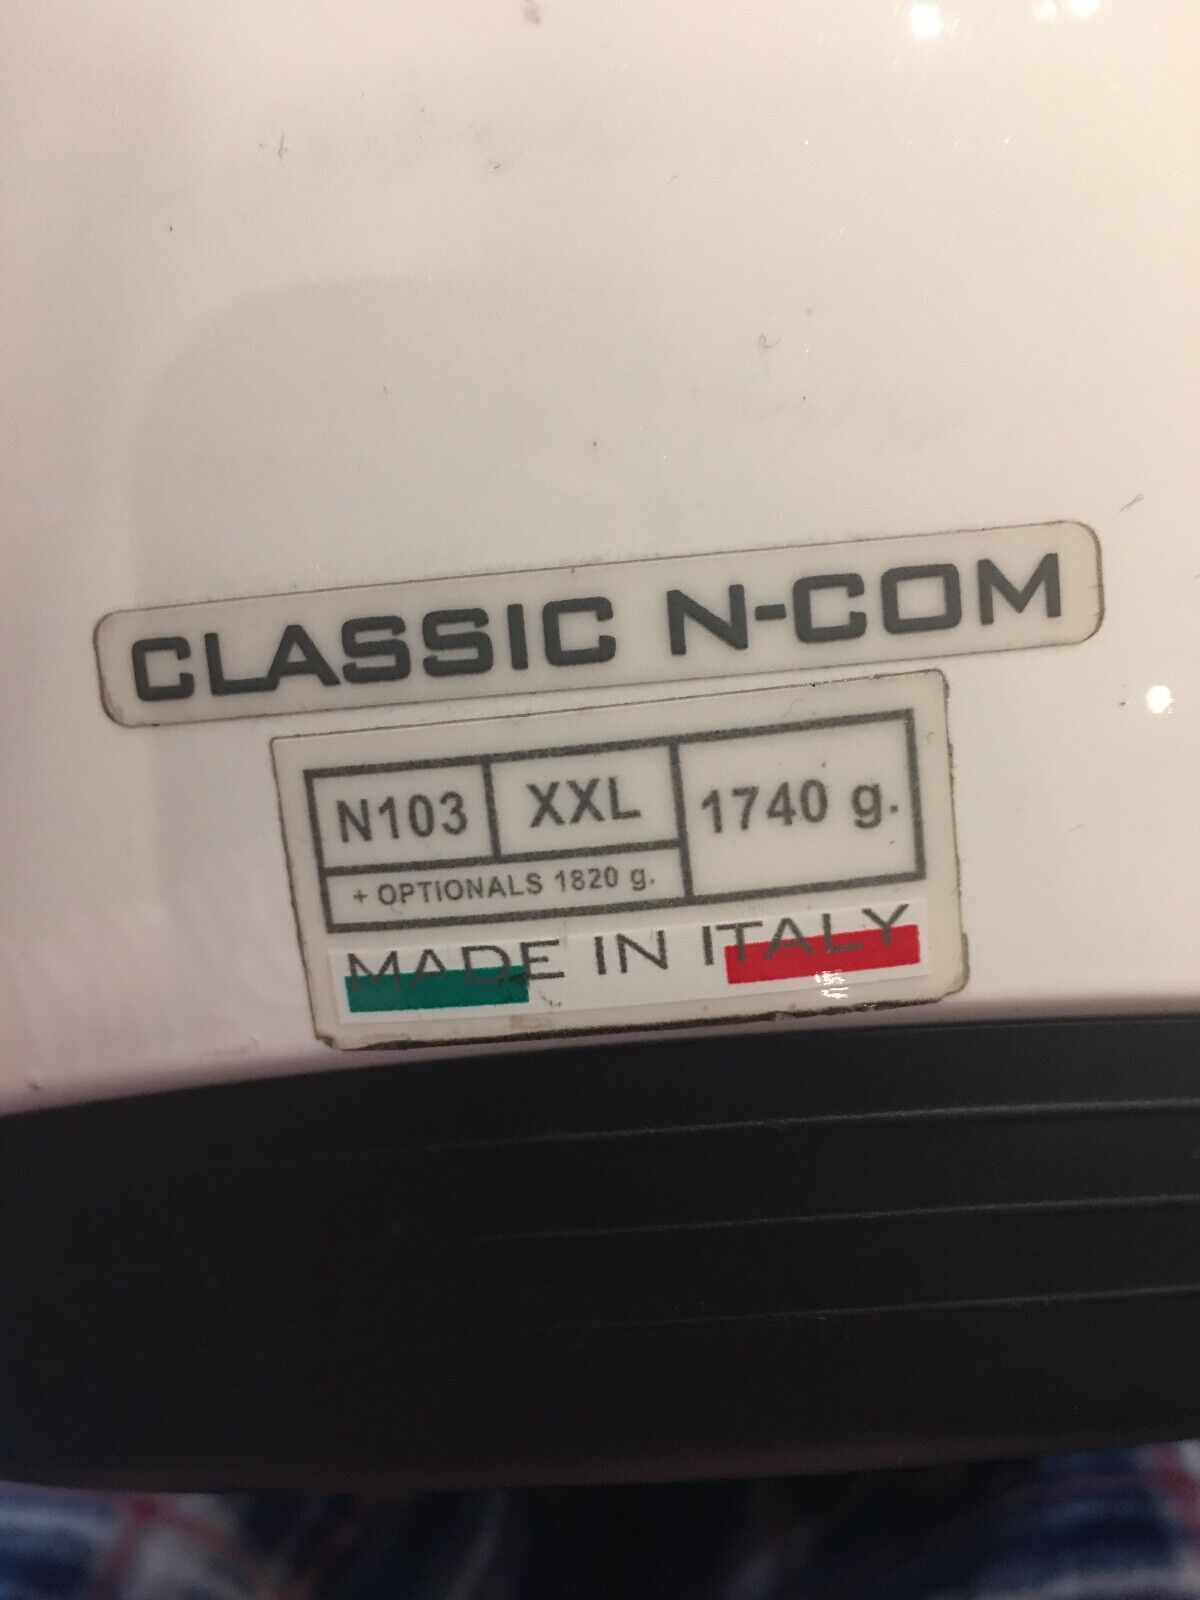 CLASSIC N-COM
N103 XXL 1740 g.
+ OPTIONALS 1820 g.
MADE IN ITALY